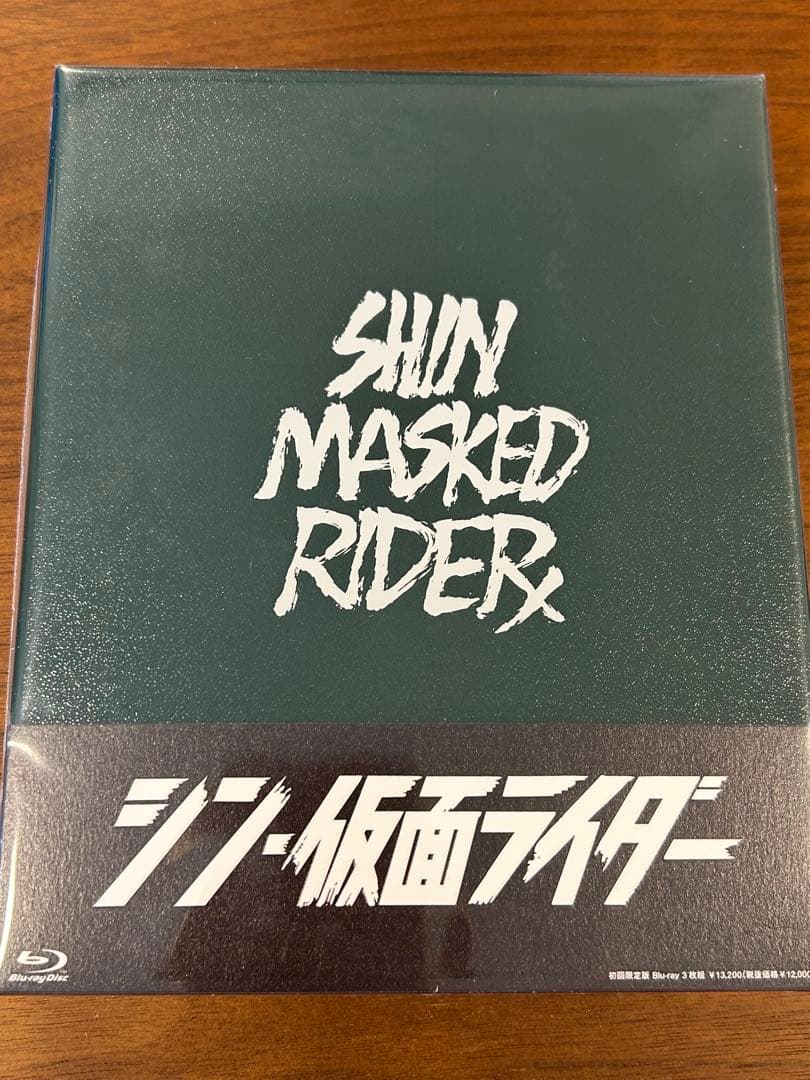 SHIN
MASKED
RIDER
シン・仮面ライダー
Blu-ray Disc
初回限定版 Blu-ray 3枚組 ¥13,200(税抜価格¥12,000